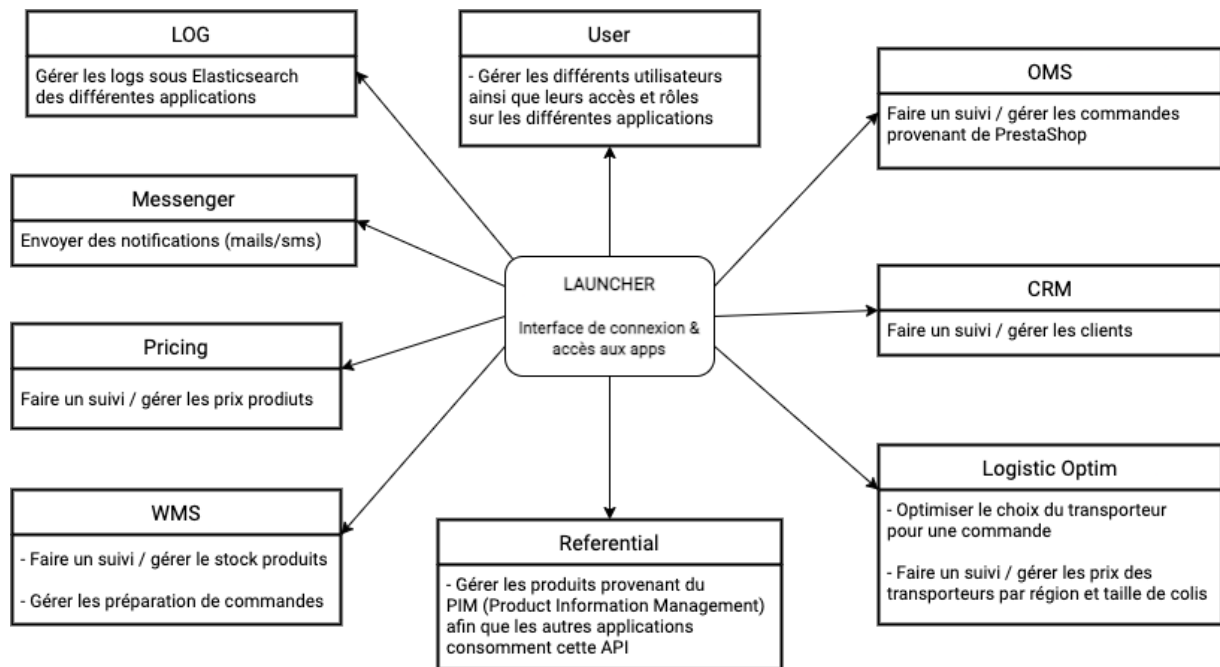 LOG
Gérer les logs sous Elasticsearch
des différentes applications
User
- Gérer les différents utilisateurs
ainsi que leurs accès et rôles
sur les différentes applications
OMS
Faire un suivi / gérer les commandes
provenant de PrestaShop
Messenger
Envoyer des notifications (mails/sms)
LAUNCHER
Interface de connexion &
accès aux apps
CRM
Faire un suivi / gérer les clients
Pricing
Faire un suivi / gérer les prix prodiuts
WMS
- Faire un suivi / gérer le stock produits
- Gérer les préparation de commandes
Referential
- Gérer les produits provenant du
PIM (Product Information Management)
afin que les autres applications
consomment cette API
Logistic Optim
- Optimiser le choix du transporteur
pour une commande
- Faire un suivi / gérer les prix des
transporteurs par région et taille de colis